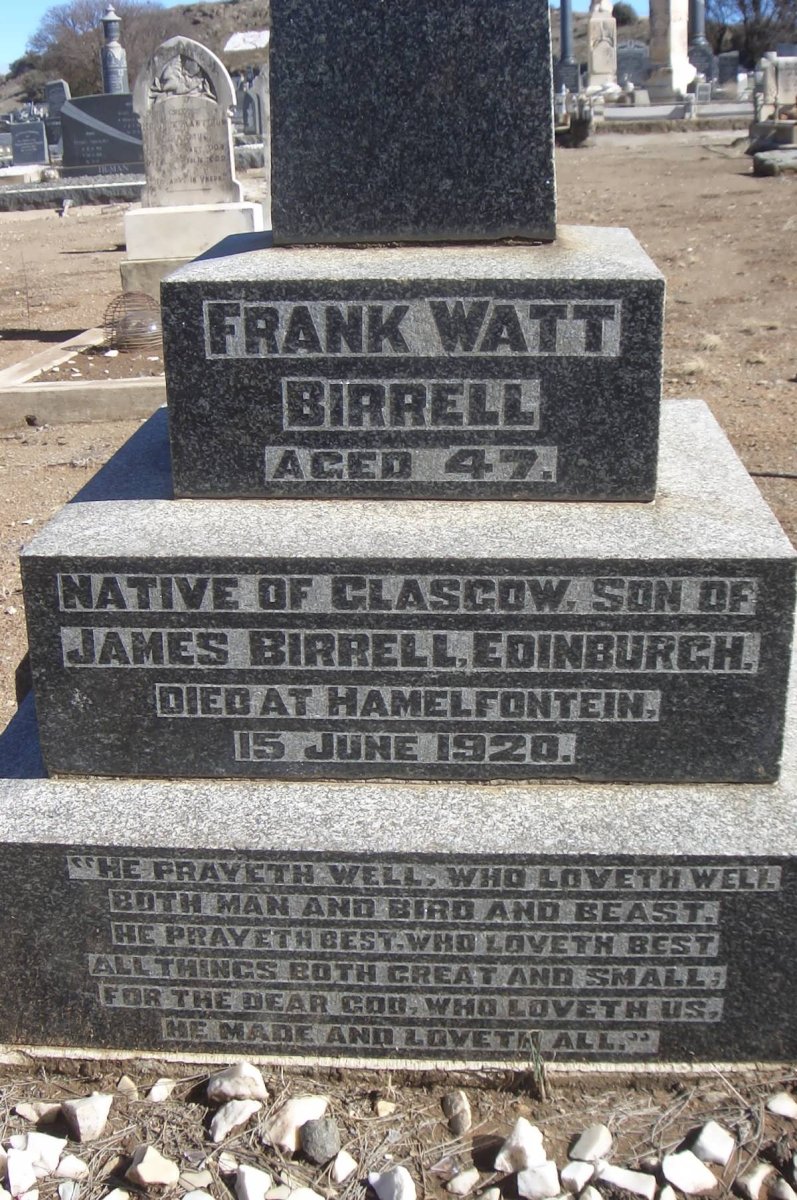 FRANK WATT
BIRRELL
AGED 47.
NATIVE OF GLASGOW, SON OF
JAMES BIRRELL, EDINBURGH.
DIED AT HAMELFONTEIN,
15 JUNE 1920.
"HE PRAYETH WELL, WHO LOVETH WELL
BOTH MAN AND BIRD AND BEAST.
HE PRAYETH BEST, WHO LOVETH BEST
ALL THINGS BOTH GREAT AND SMALL;
FOR THE DEAR GOD, WHO LOVETH US,
HE MADE AND LOVETH ALL."